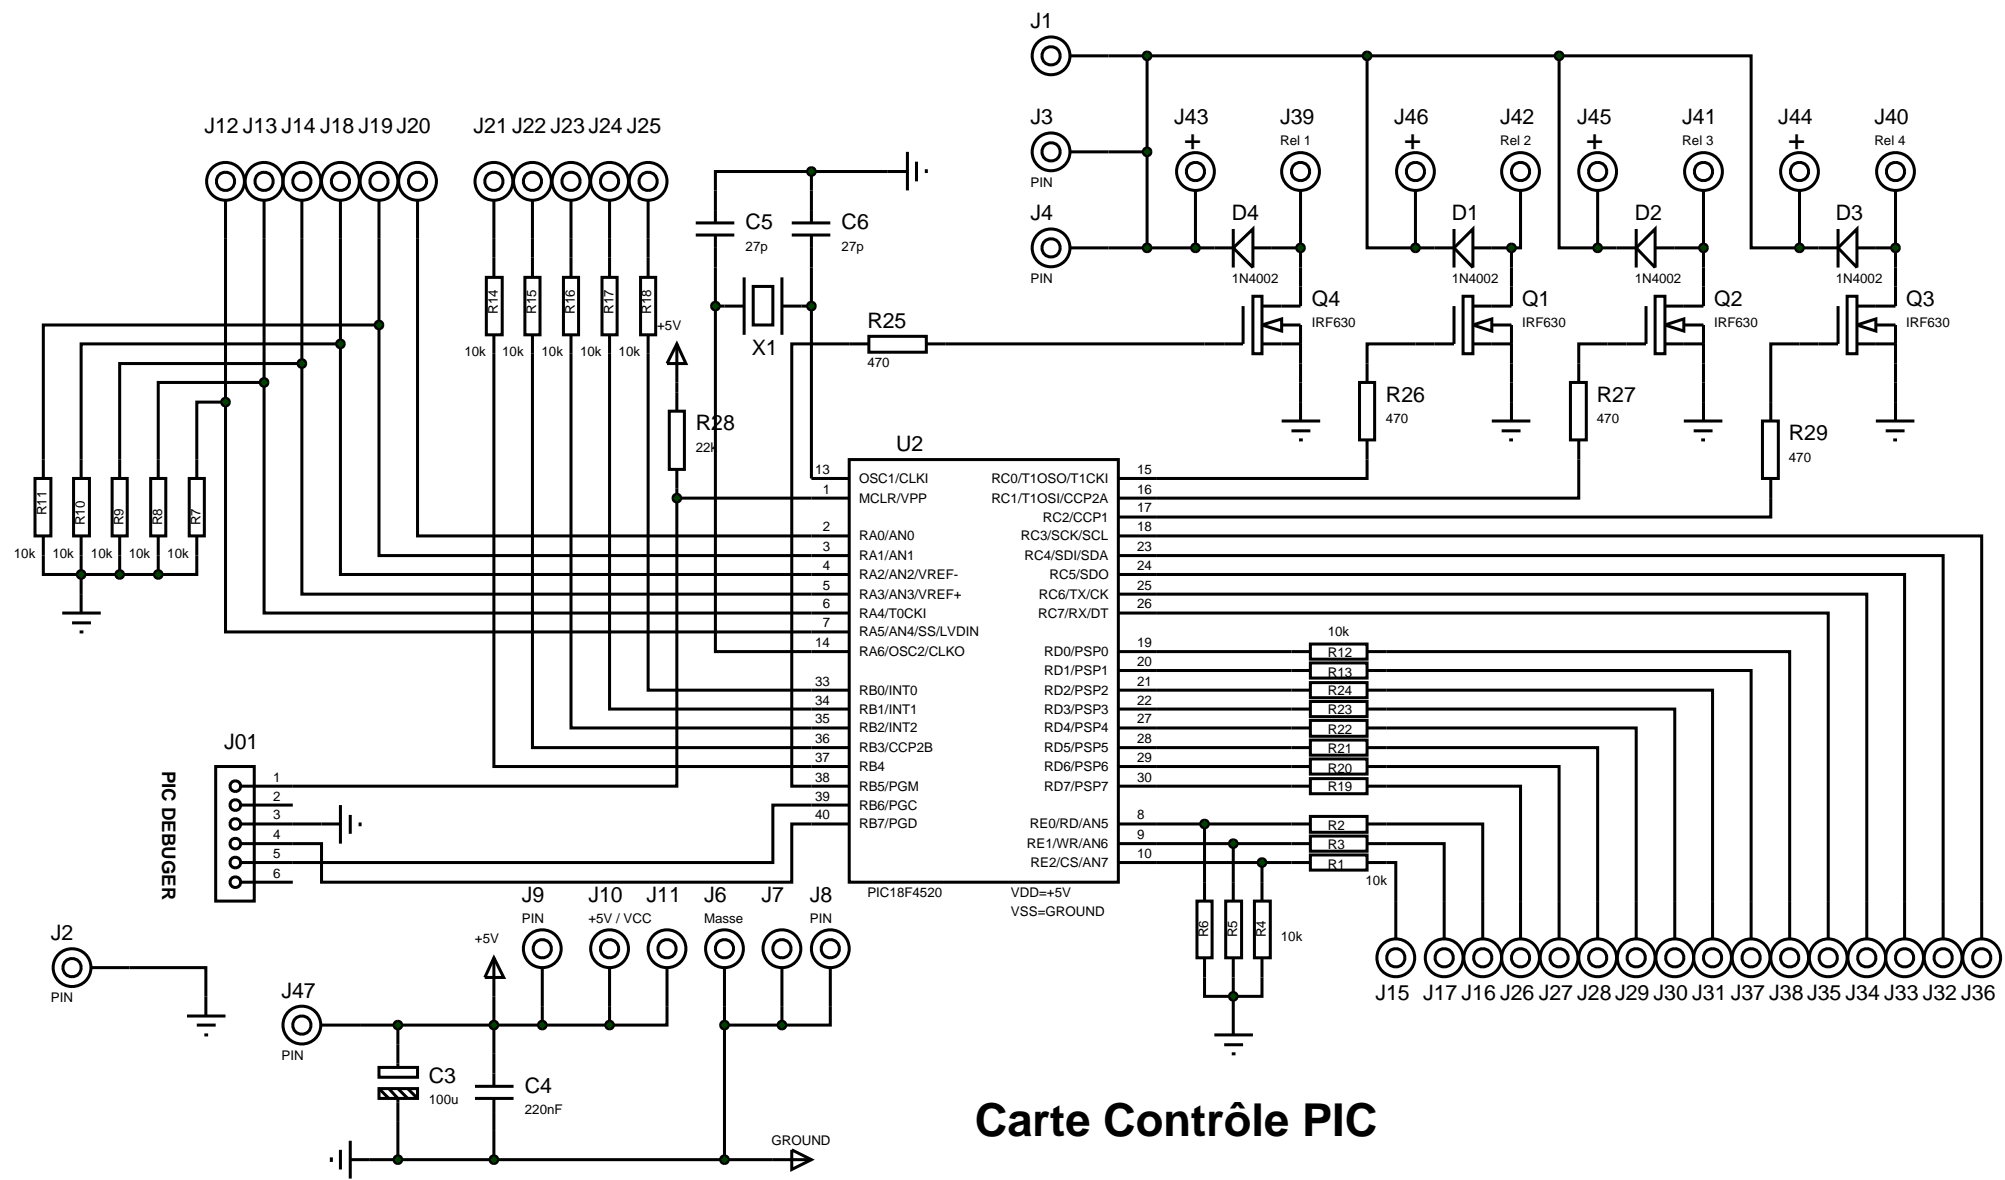 J1
J12 J13 J14 J18 J19 J20
J21 J22 J23 J24 J25
J3
PIN
J43
+
J39
Rel 1
J46
+
J42
Rel 2
J45
+
J41
Rel 3
J44
+
J40
Rel 4
J4
PIN
C5
27p
C6
27p
D4
1N4002
D1
1N4002
D2
1N4002
D3
1N4002
R14
R15
R16
R17
R18
10k 10k 10k 10k 10k
+5V
X1
R25
470
Q4
IRF630
Q1
IRF630
Q2
IRF630
Q3
IRF630
R28
22k
R26
470
R27
470
R29
470
R11
R10
R9
R8
R7
10k 10k 10k 10k 10k
U2
13 OSC1/CLKI
1 MCLR/VPP
2 RA0/AN0
3 RA1/AN1
4 RA2/AN2/VREF-
5 RA3/AN3/VREF+
6 RA4/T0CKI
7 RA5/AN4/SS/LVDIN
14 RA6/OSC2/CLKO
33 RB0/INT0
34 RB1/INT1
35 RB2/INT2
36 RB3/CCP2B
37 RB4
38 RB5/PGM
39 RB6/PGC
40 RB7/PGD
RC0/T1OSO/T1CKI 15
RC1/T1OSI/CCP2A 16
RC2/CCP1 17
RC3/SCK/SCL 18
RC4/SDI/SDA 23
RC5/SDO 24
RC6/TX/CK 25
RC7/RX/DT 26
10k
RD0/PSP0 19 R12
RD1/PSP1 20 R13
RD2/PSP2 21 R24
RD3/PSP3 22 R23
RD4/PSP4 27 R22
RD5/PSP5 28 R21
RD6/PSP6 29 R20
RD7/PSP7 30 R19
RE0/RD/AN5 8 R2
RE1/WR/AN6 9 R3
RE2/CS/AN7 10 R1
10k
PIC18F4520
VDD=+5V
VSS=GROUND
J01
PIC DEBUGER
1
2
3
4
5
6
R6
R5
R4
10k
J9
PIN
J10
+5V / VCC
J11
J6
Masse
J7
J8
PIN
J2
PIN
+5V
J47
PIN
J15 J17 J16 J26 J27 J28 J29 J30 J31 J37 J38 J35 J34 J33 J32 J36
C3
100u
C4
220nF
GROUND
Carte Contrôle PIC